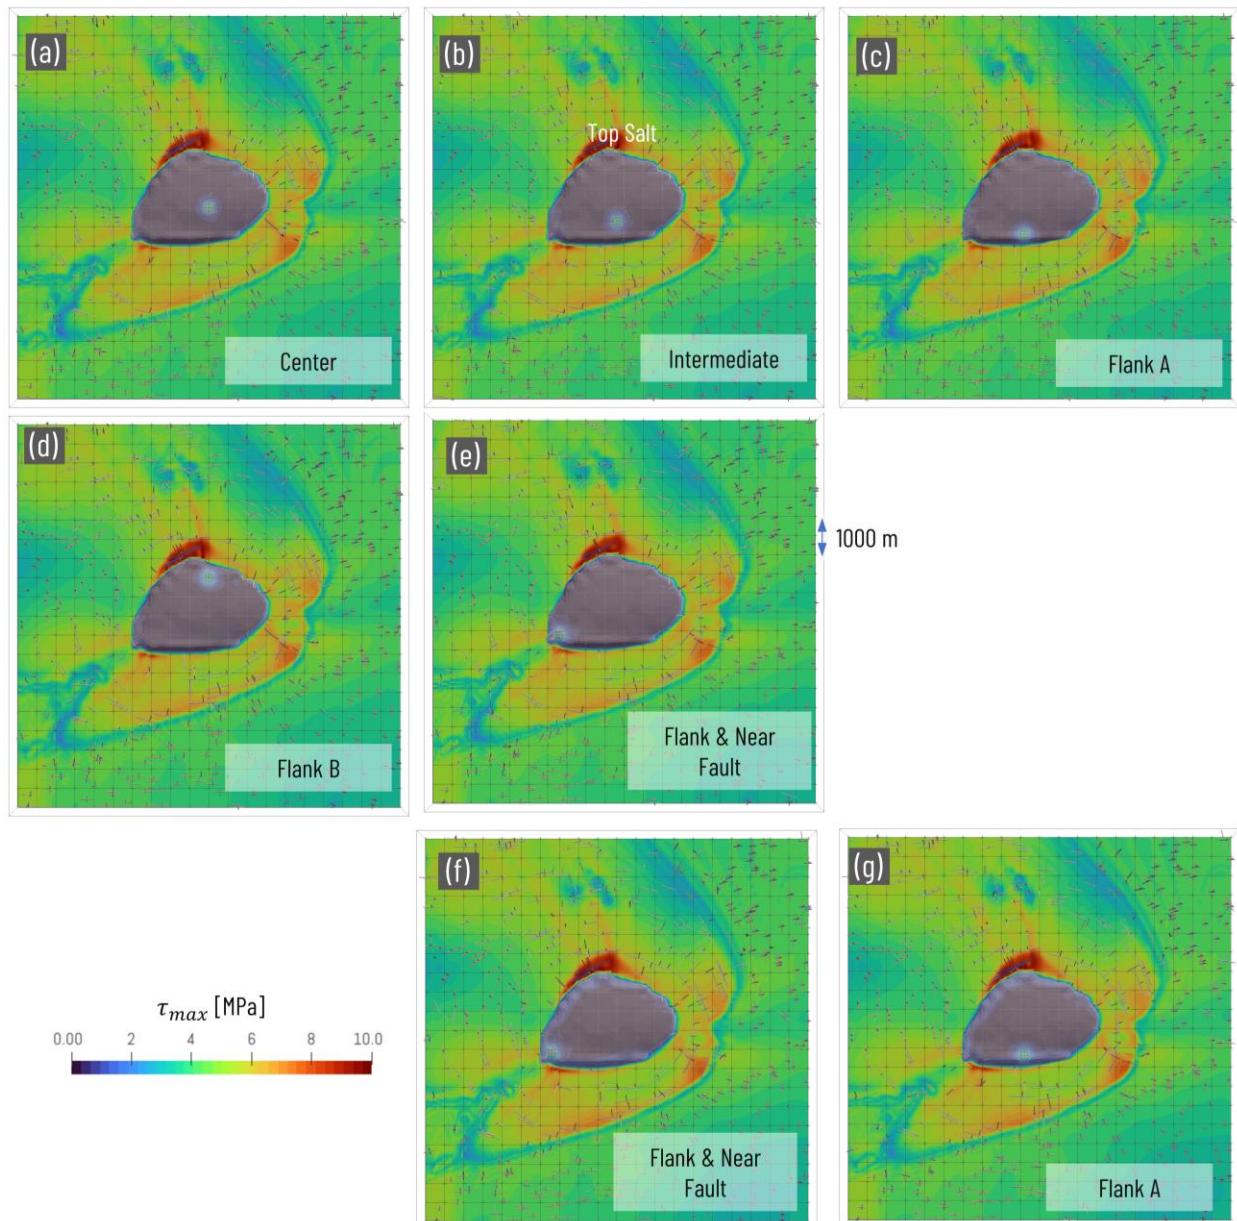 (a)
Center
(b)
Top Salt
Intermediate
(c)
Flank A
(d)
Flank B
(e)
Flank & Near
Fault
1000 m
(f)
Flank & Near
Fault
(g)
Flank A
τmax [MPa]
0.00 2 4 6 8 10.0